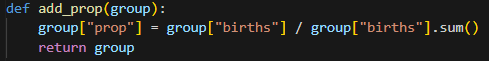 def add_prop(group):
    group["prop"] = group["births"] / group["births"].sum()
    return group